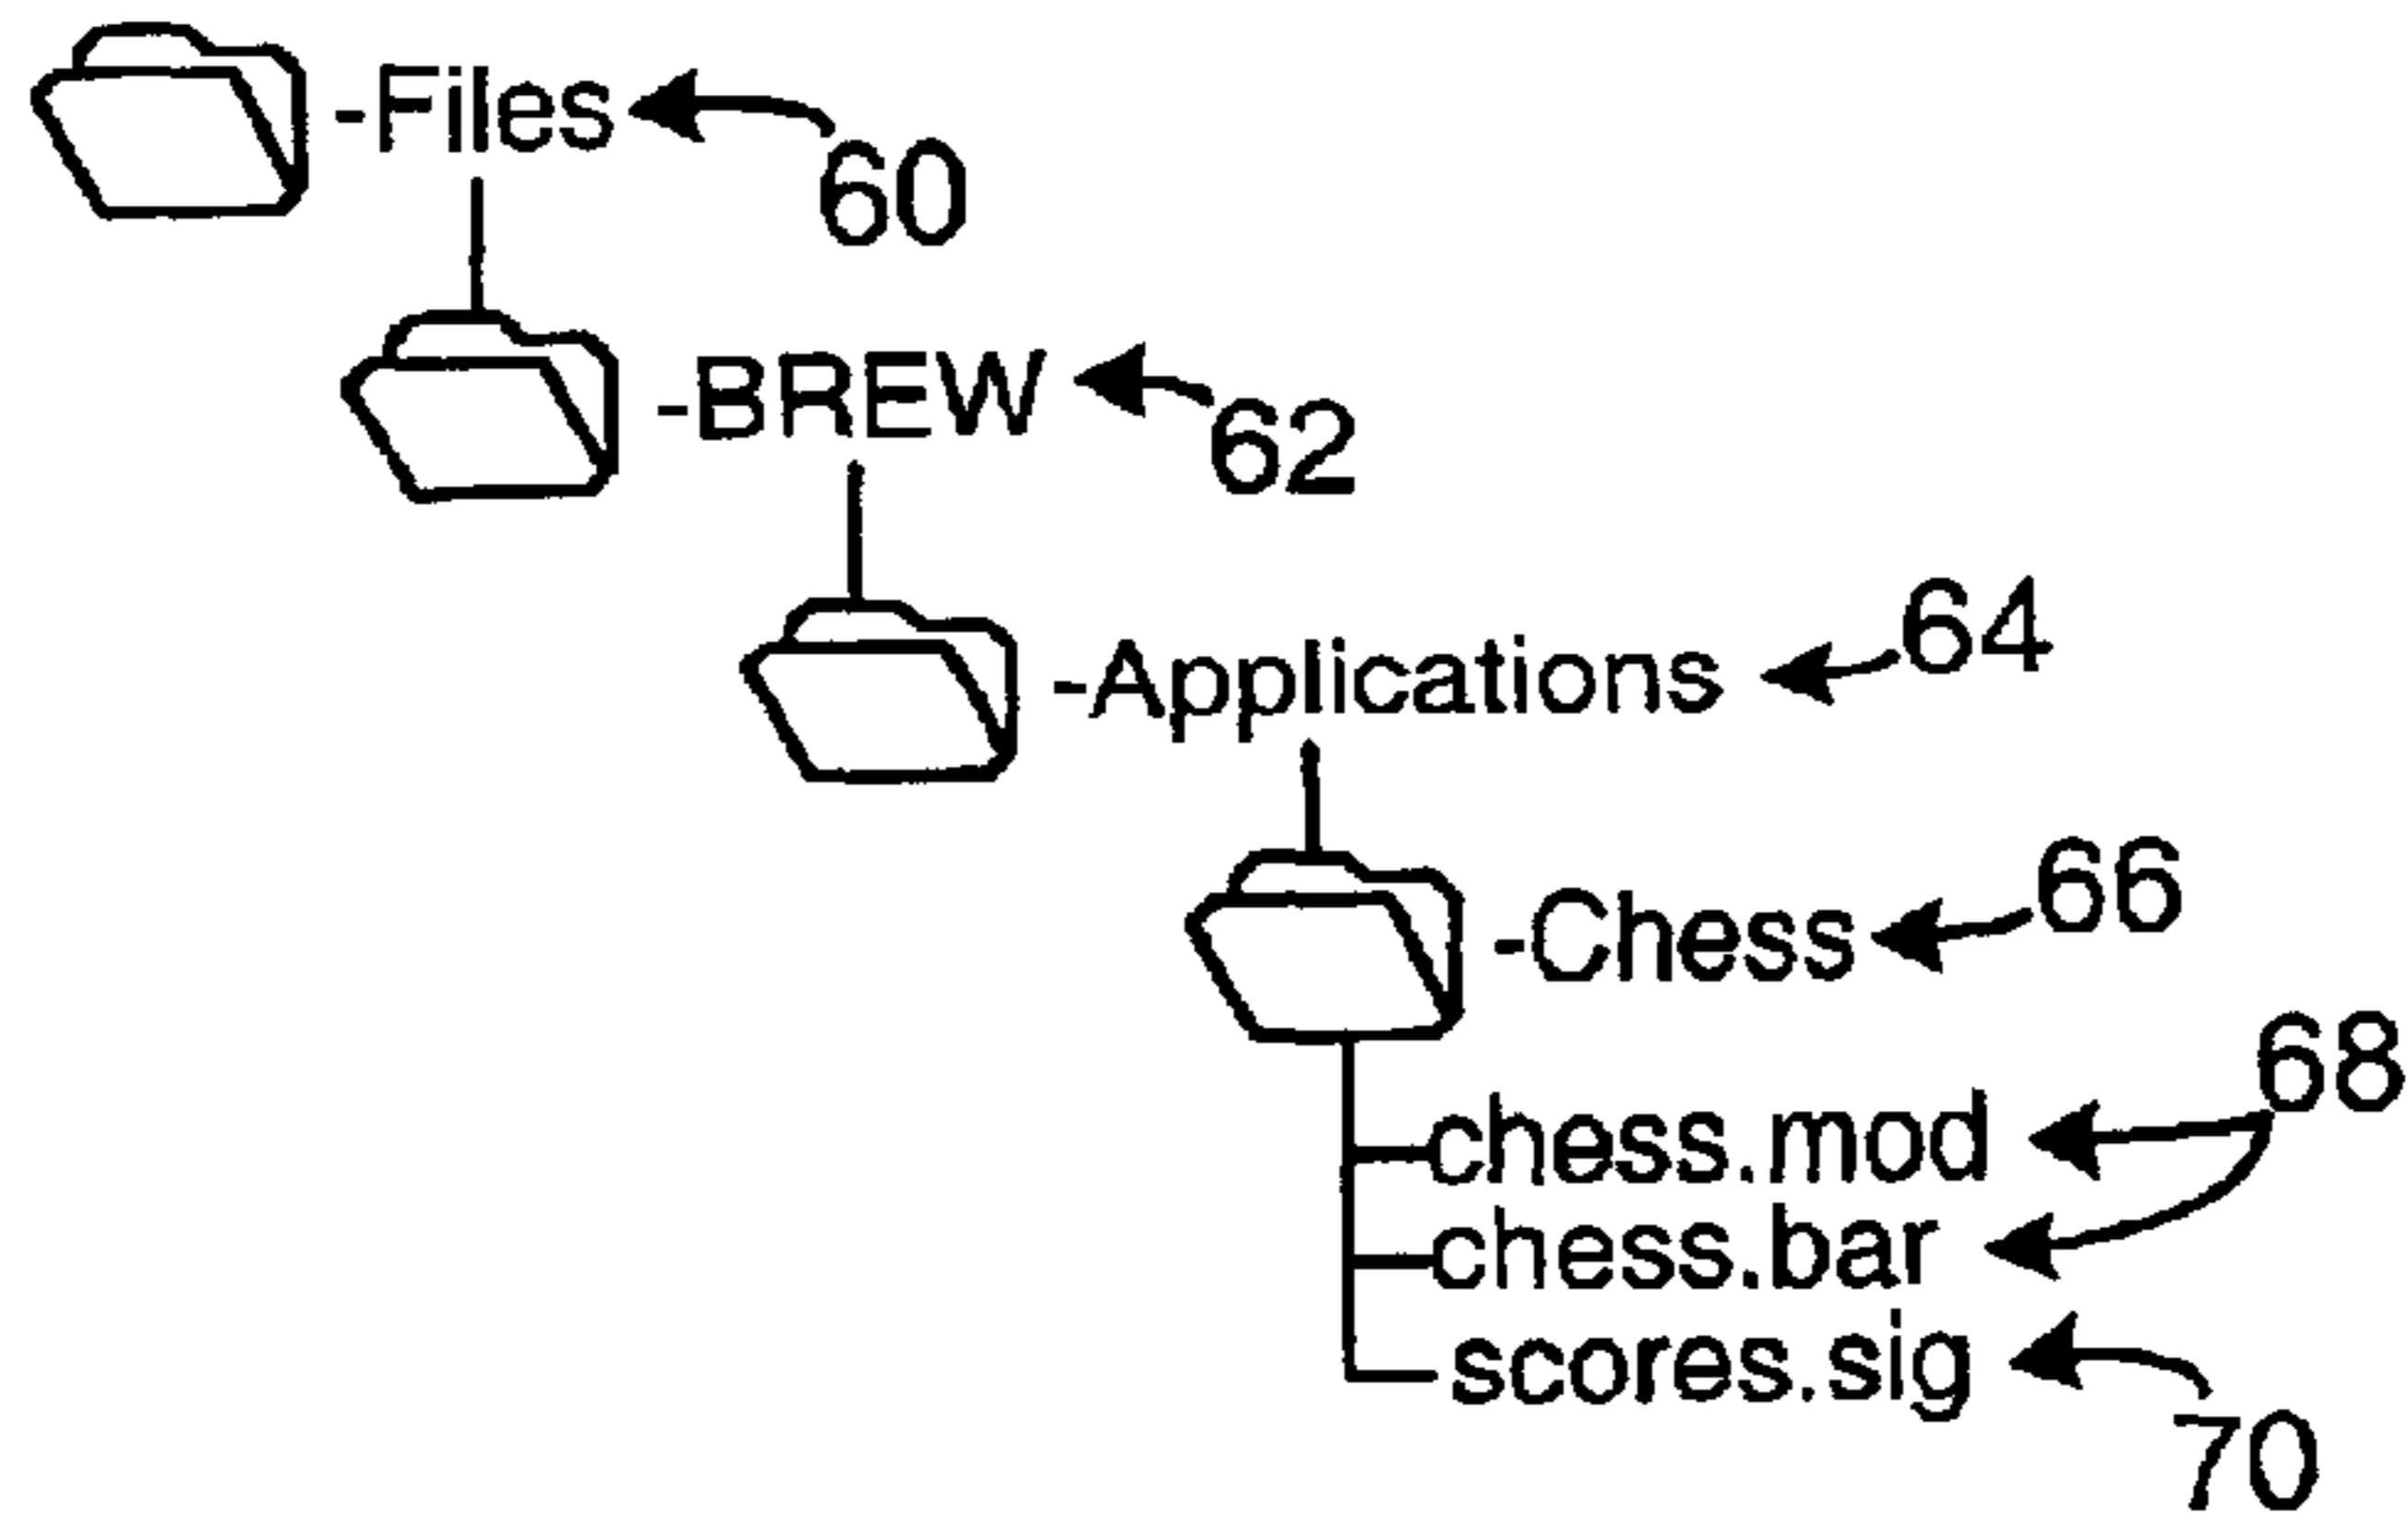 -Files
60
-BREW
62
-Applications
64
-Chess
66
68
chess.mod
chess.bar
scores.sig
70